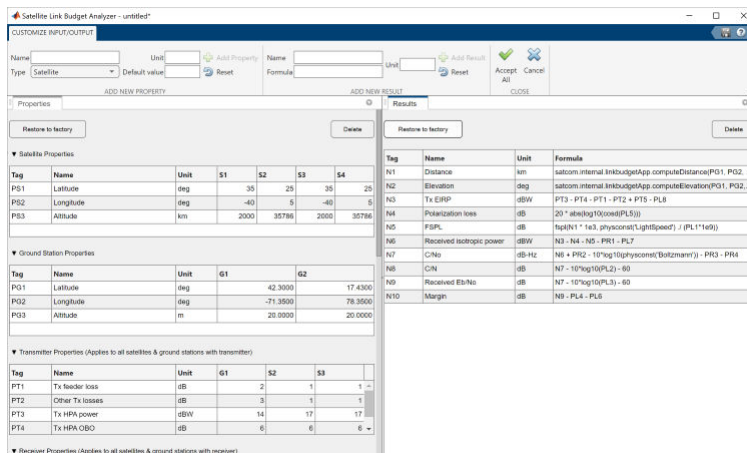 Satellite Link Budget Analyzer - untitled*
CUSTOMIZE INPUT/OUTPUT
Name Unit Add Property Name Unit Add Result
Type Satellite Default value Reset Formula Reset Accept All Cancel
ADD NEW PROPERTY ADD NEW RESULT CLOSE
Properties Results
Restore to factory Delete Restore to factory Delete
▼ Satellite Properties
Tag Name Unit S1 S2 S3 S4
PS1 Latitude deg 35 25 35 25
PS2 Longitude deg -40 5 -40 5
PS3 Altitude km 2000 35786 2000 35786
▼ Ground Station Properties
Tag Name Unit G1 G2
PG1 Latitude deg 42.3000 17.4300
PG2 Longitude deg -71.3500 78.3500
PG3 Altitude m 20.0000 20.0000
▼ Transmitter Properties (Applies to all satellites & ground stations with transmitter)
Tag Name Unit G1 S2 S3
PT1 Tx feeder loss dB 2 1 1
PT2 Other Tx losses dB 3 1 1
PT3 Tx HPA power dBW 14 17 17
PT4 Tx HPA OBO dB 6 6 6
▼ Receiver Properties (Applies to all satellites & ground stations with receiver)
Tag Name Unit Formula
N1 Distance km satcom.internal.linkbudgetApp.computeDistance(PG1, PG2,
N2 Elevation deg satcom.internal.linkbudgetApp.computeElevation(PG1, PG2,
N3 Tx EIRP dBW PT3 - PT4 - PT1 - PT2 + PT5 - PL8
N4 Polarization loss dB 20 * abs(log10(cosd(PL5)))
N5 FSPL dB fspl(N1 * 1e3, physconst('LightSpeed') ./ (PL1*1e9))
N6 Received isotropic power dBW N3 - N4 - N5 - PR1 - PL7
N7 C/No dB-Hz N6 + PR2 - 10*log10(physconst('Boltzmann')) - PR3 - PR4
N8 C/N dB N7 - 10*log10(PL2) - 60
N9 Received Eb/No dB N7 - 10*log10(PL3) - 60
N10 Margin dB N9 - PL4 - PL6